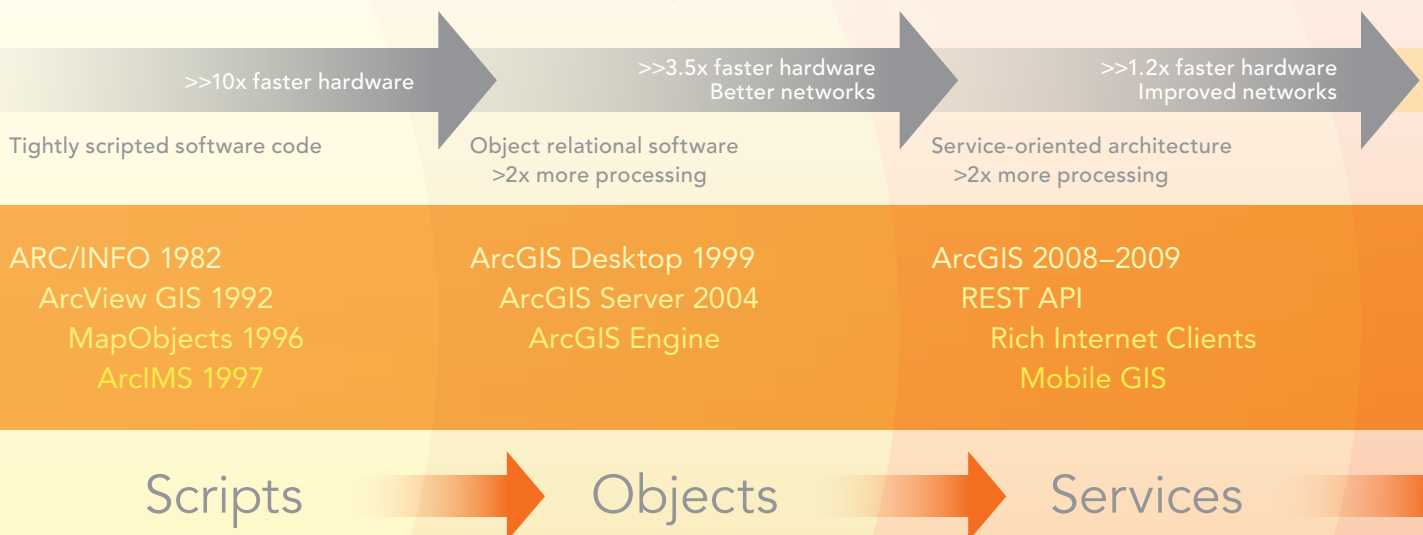 >>10x faster hardware
>>3.5x faster hardware
Better networks
>>1.2x faster hardware
Improved networks
Tightly scripted software code
Object relational software
>2x more processing
Service-oriented architecture
>2x more processing
ARC/INFO 1982
ArcView GIS 1992
MapObjects 1996
ArcIMS 1997
ArcGIS Desktop 1999
ArcGIS Server 2004
ArcGIS Engine
ArcGIS 2008–2009
REST API
Rich Internet Clients
Mobile GIS
Scripts
Objects
Services